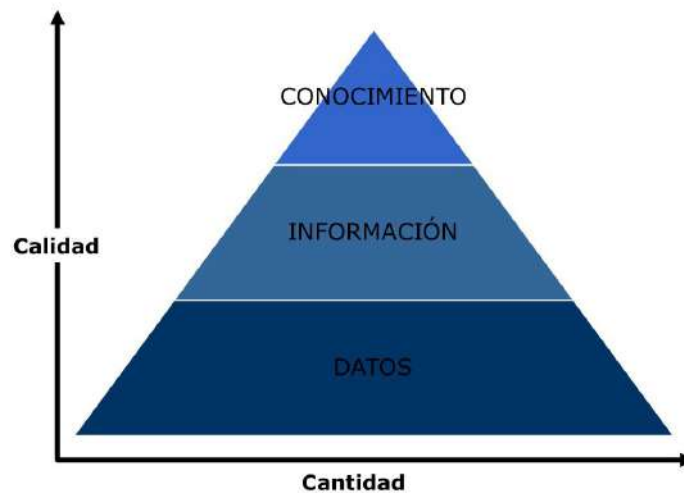 CONOCIMIENTO
INFORMACIÓN
Calidad
DATOS
Cantidad